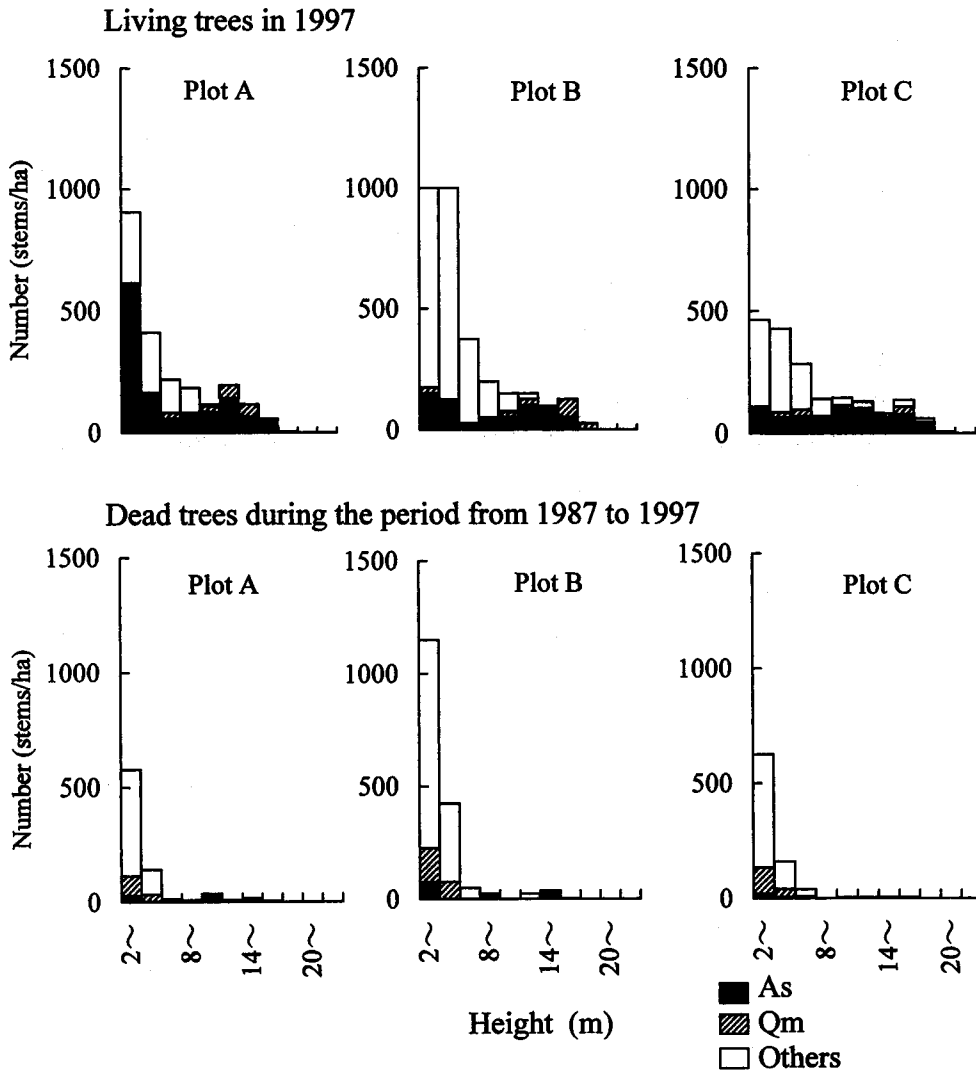 Living trees in 1997
Plot A
Plot B
Plot C
Number (stems/ha)
1500
1000
500
0
1500
1000
500
0
1500
1000
500
0
Dead trees during the period from 1987 to 1997
Plot A
Plot B
Plot C
Number (stems/ha)
1500
1000
500
0
1500
1000
500
0
1500
1000
500
0
2~
8~
14~
20~
2~
8~
14~
20~
2~
8~
14~
20~
Height (m)
As
Qm
Others